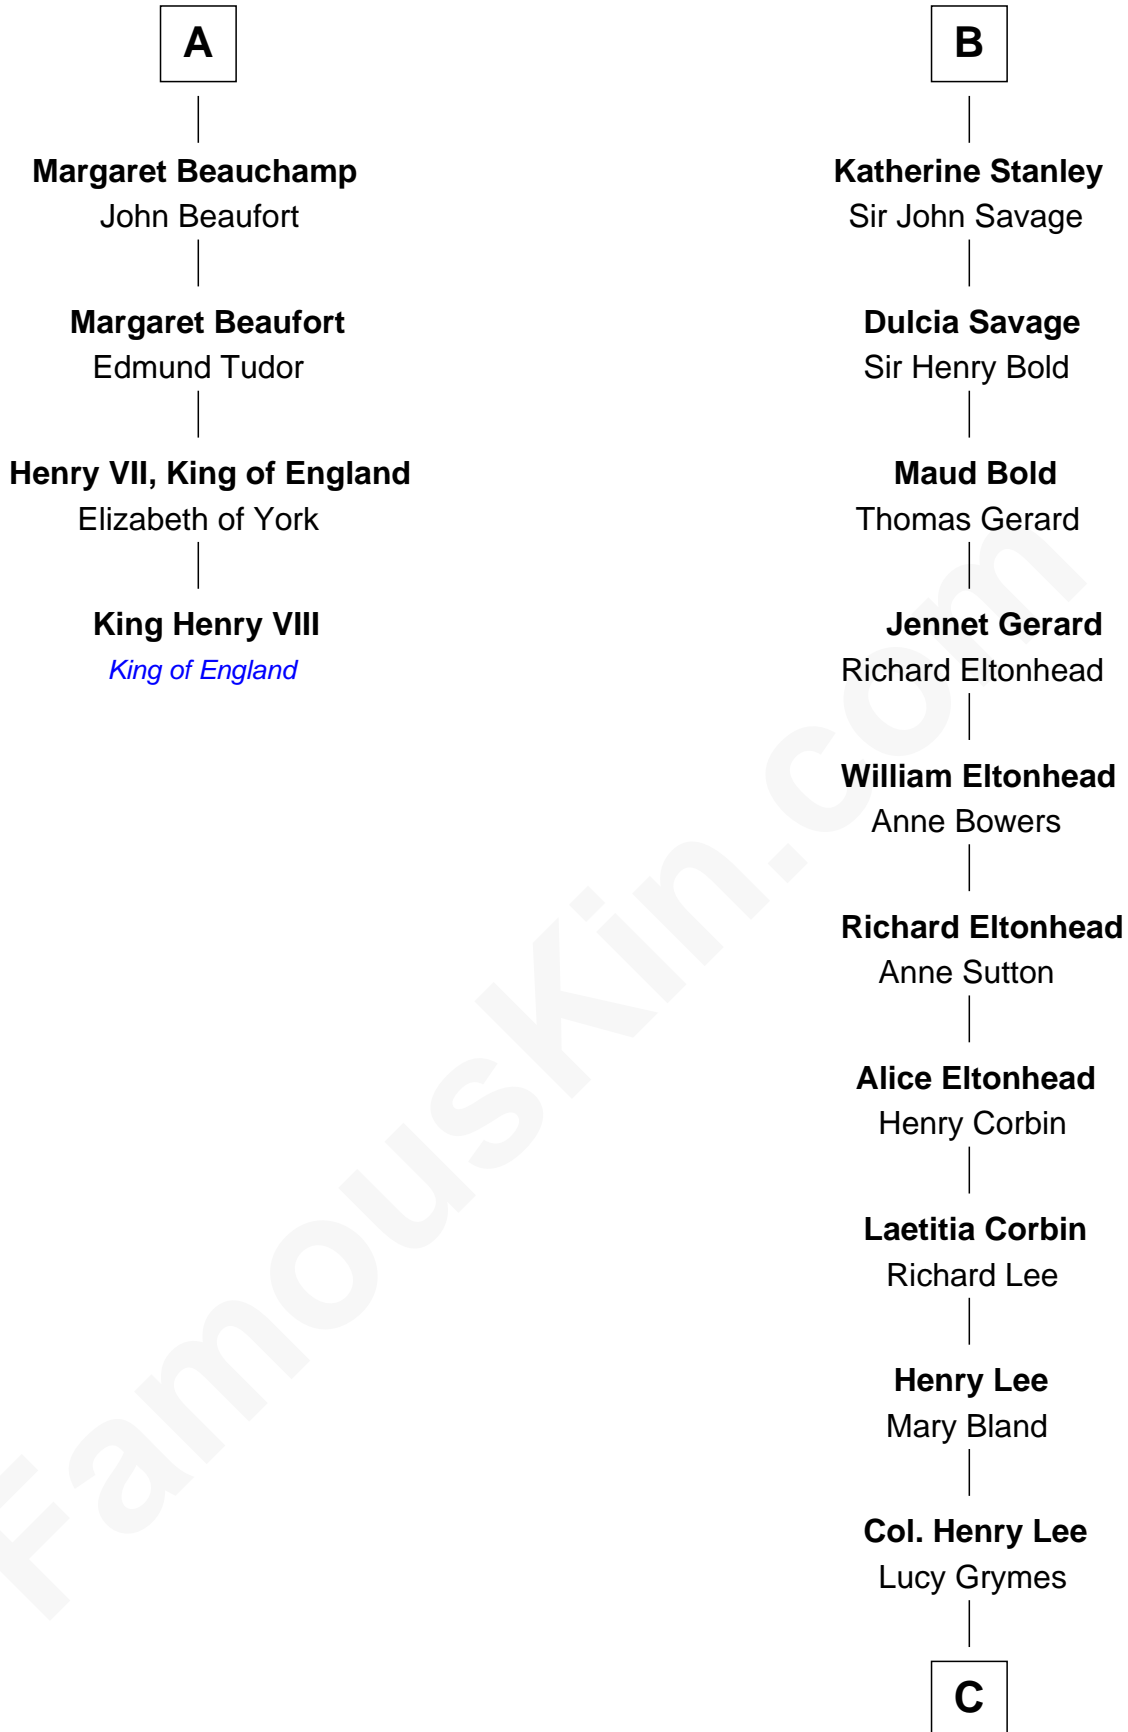 A
Margaret Beauchamp
John Beaufort
Margaret Beaufort
Edmund Tudor
Henry VII, King of England
Elizabeth of York
King Henry VIII
King of England
B
Katherine Stanley
Sir John Savage
Dulcia Savage
Sir Henry Bold
Maud Bold
Thomas Gerard
Jennet Gerard
Richard Eltonhead
William Eltonhead
Anne Bowers
Richard Eltonhead
Anne Sutton
Alice Eltonhead
Henry Corbin
Laetitia Corbin
Richard Lee
Henry Lee
Mary Bland
Col. Henry Lee
Lucy Grymes
C
FamousKin.com